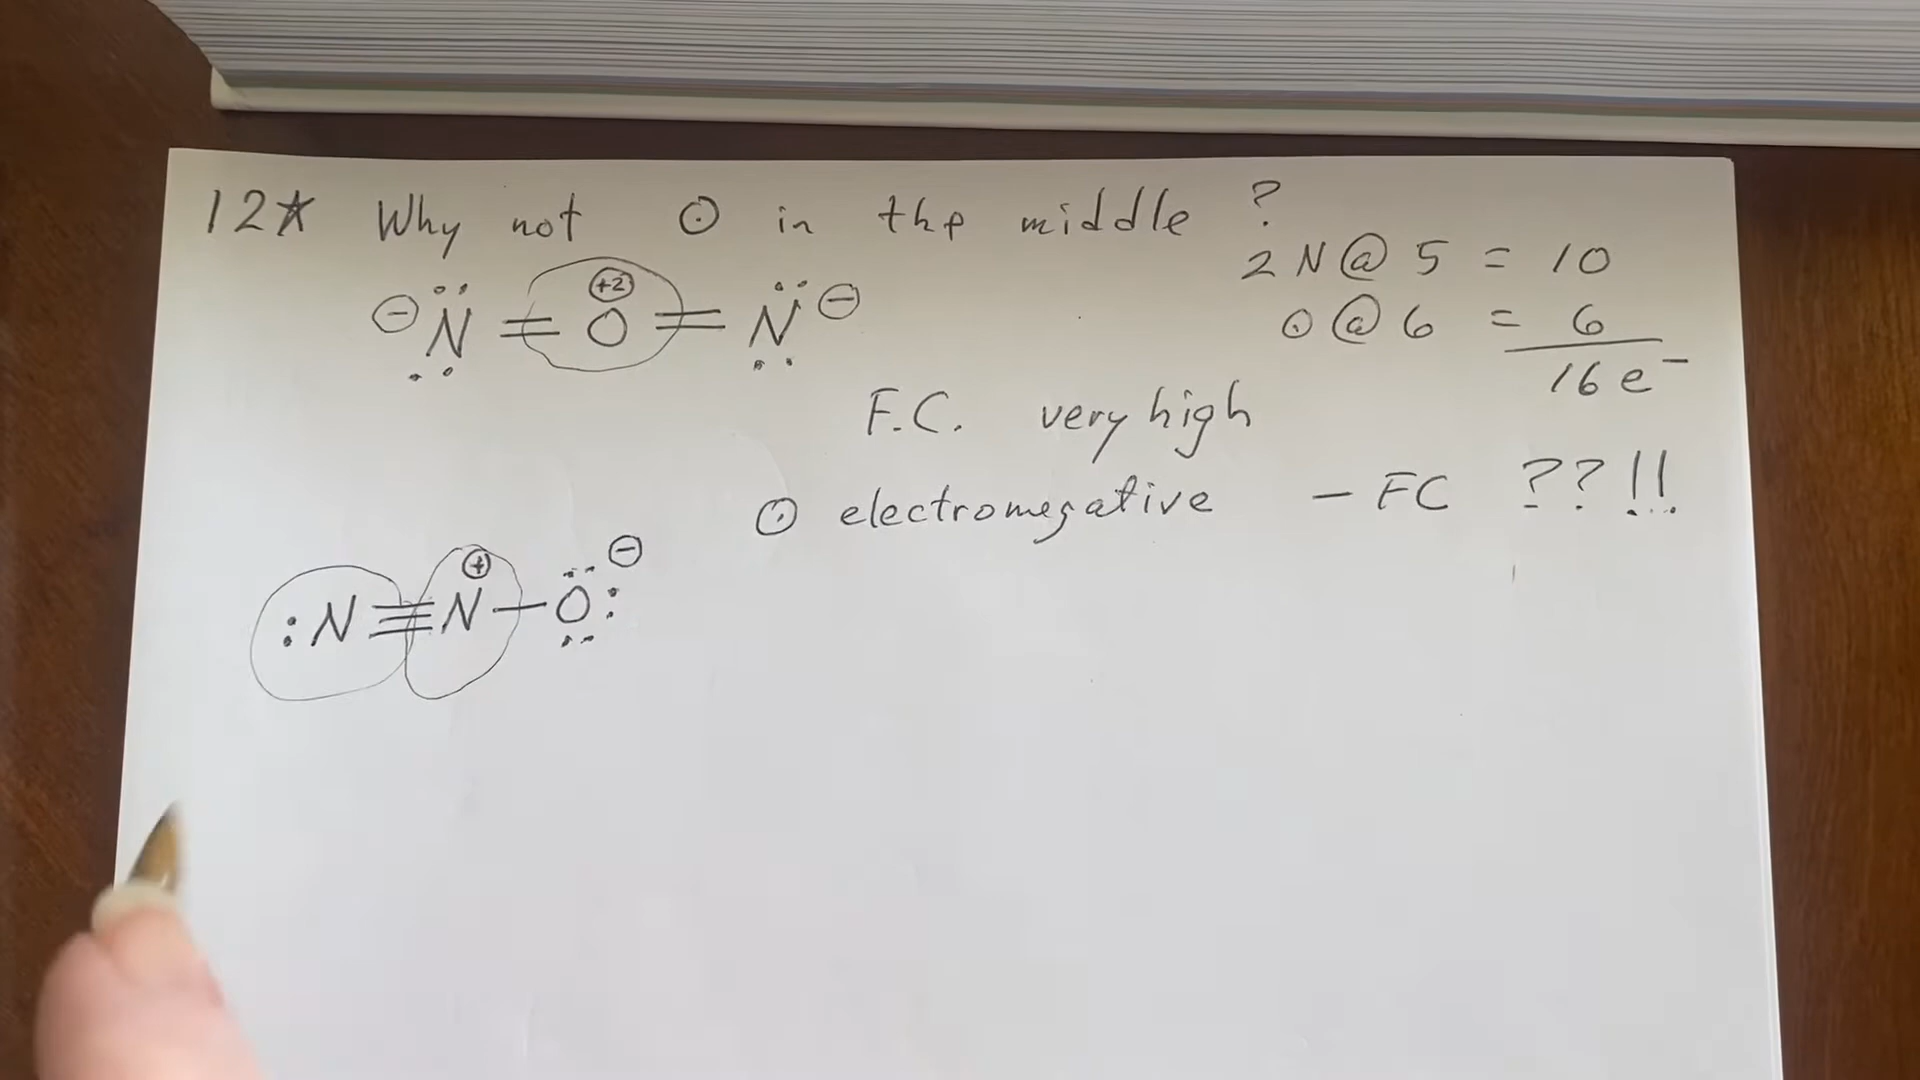 12* Why not O in the middle ?
2 N @ 5 = 10
⊖ N = O = N ⊖
+2
O @ 6 = 6
16 e⁻
F.C. very high
O electronegative – FC ??!!
:N≡N–O: ⊖
+